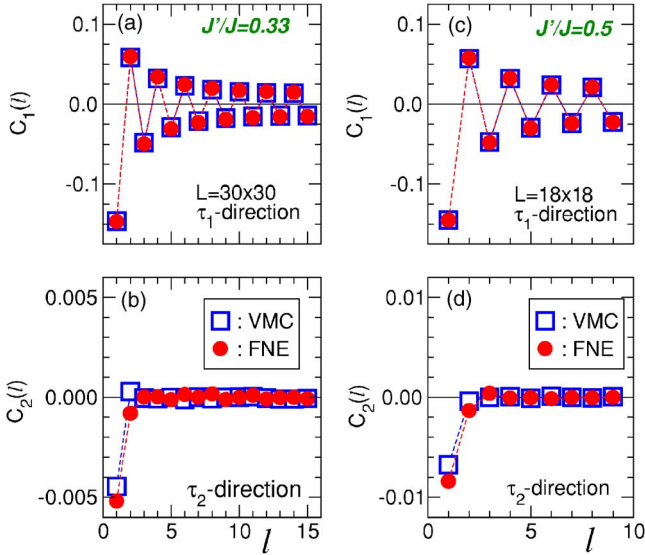 (a) J'/J=0.33
0.1
0.0
-0.1
C₁(l)
L=30x30
τ₁-direction
(c) J'/J=0.5
0.1
0.0
-0.1
C₁(l)
L=18x18
τ₁-direction
(b)
0.005
0.000
-0.005
C₂(l)
: VMC
: FNE
τ₂-direction
0 5 10 15
l
(d)
0.01
0.00
-0.01
C₂(l)
: VMC
: FNE
τ₂-direction
0 5 10
l